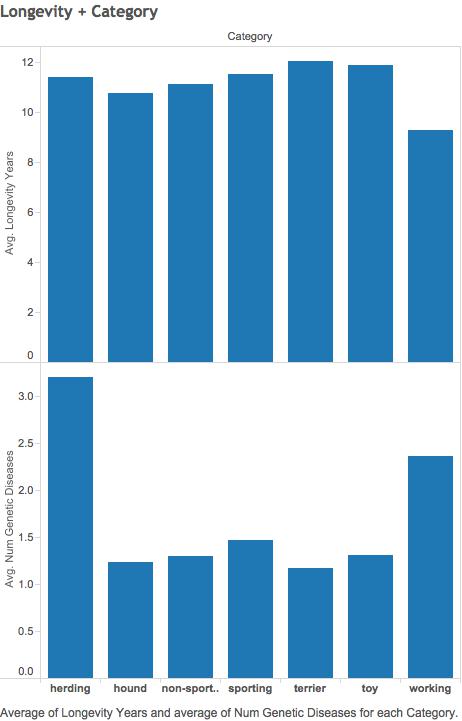 Longevity + Category
Category
12
10
8
6
4
2
0
Avg. Longevity Years
3.0
2.5
2.0
1.5
1.0
0.5
0.0
Avg. Num Genetic Diseases
herding hound non-sport.. sporting terrier toy working
Average of Longevity Years and average of Num Genetic Diseases for each Category.